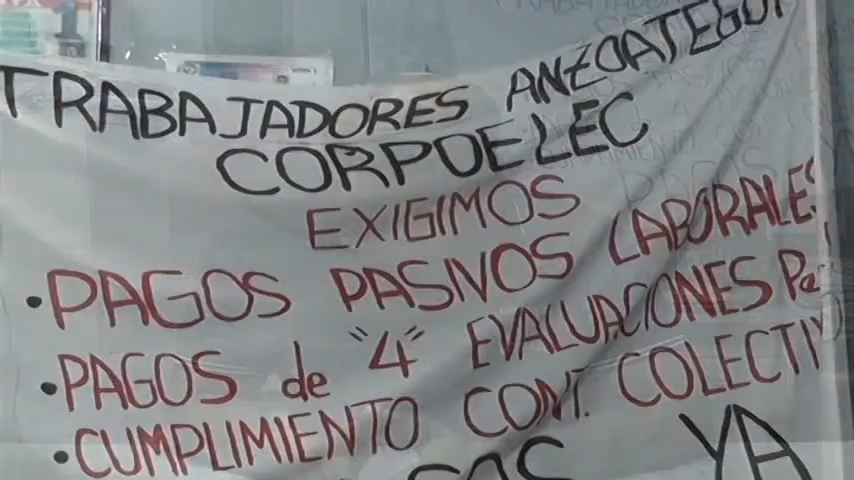 TRABAJADORES ANZOATEGUI
CORPOELEC
EXIGIMOS
• PAGOS PASIVOS LABORALES
• PAGOS de "4" EVALUACIONES
• CUMPLIMIENTO CONT. COLECTIV
YA